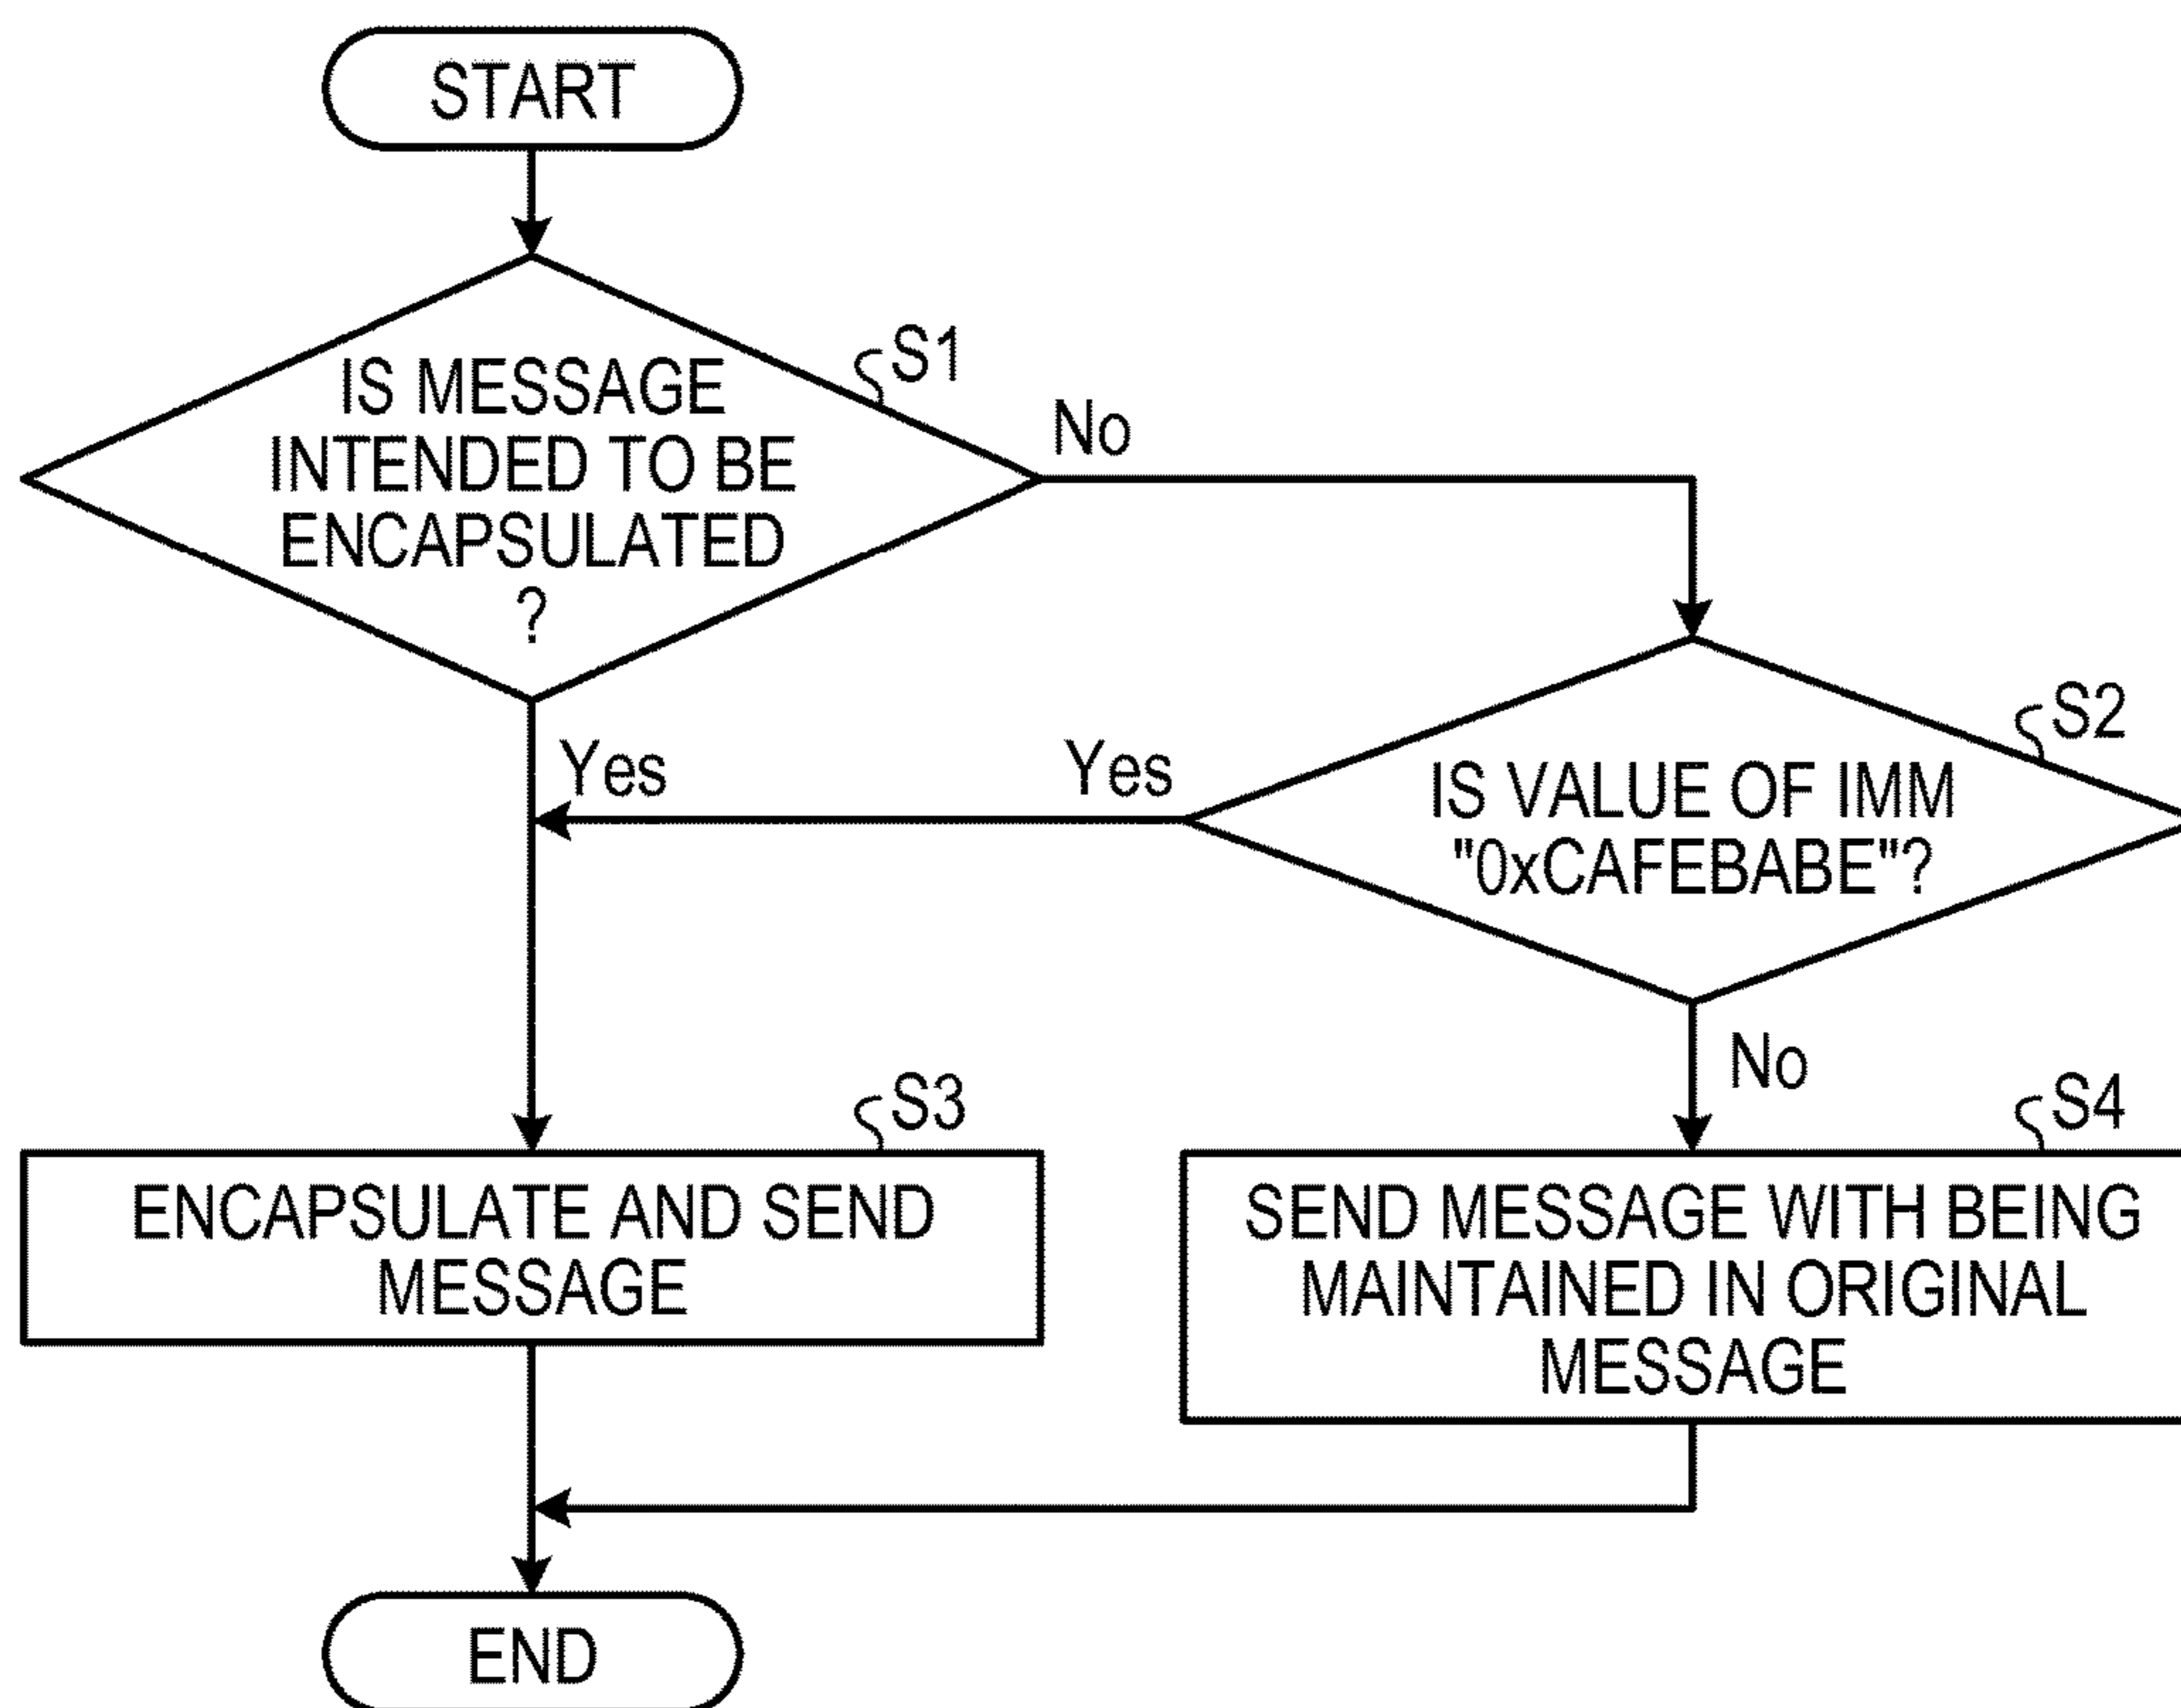 START
S1
IS MESSAGE
INTENDED TO BE
ENCAPSULATED
?
No
Yes
Yes
S2
IS VALUE OF IMM
"0xCAFEBABE"?
No
S3
ENCAPSULATE AND SEND
MESSAGE
S4
SEND MESSAGE WITH BEING
MAINTAINED IN ORIGINAL
MESSAGE
END